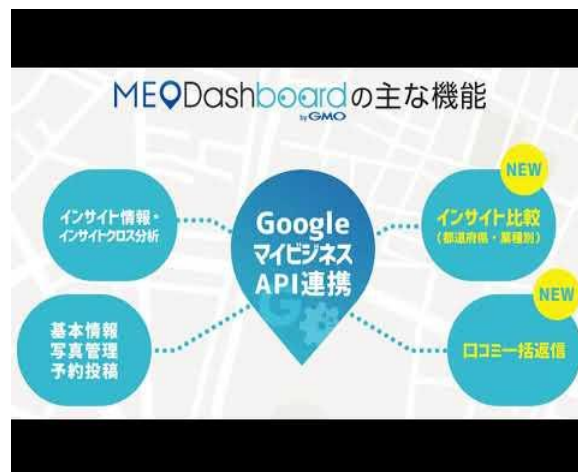 MEODashboardの主な機能
by GMO
インサイト情報・
インサイトクロス分析
Google
マイビジネス
API連携
NEW
インサイト比較
(都道府県・業種別)
基本情報
写真管理
予約投稿
NEW
口コミ一括返信